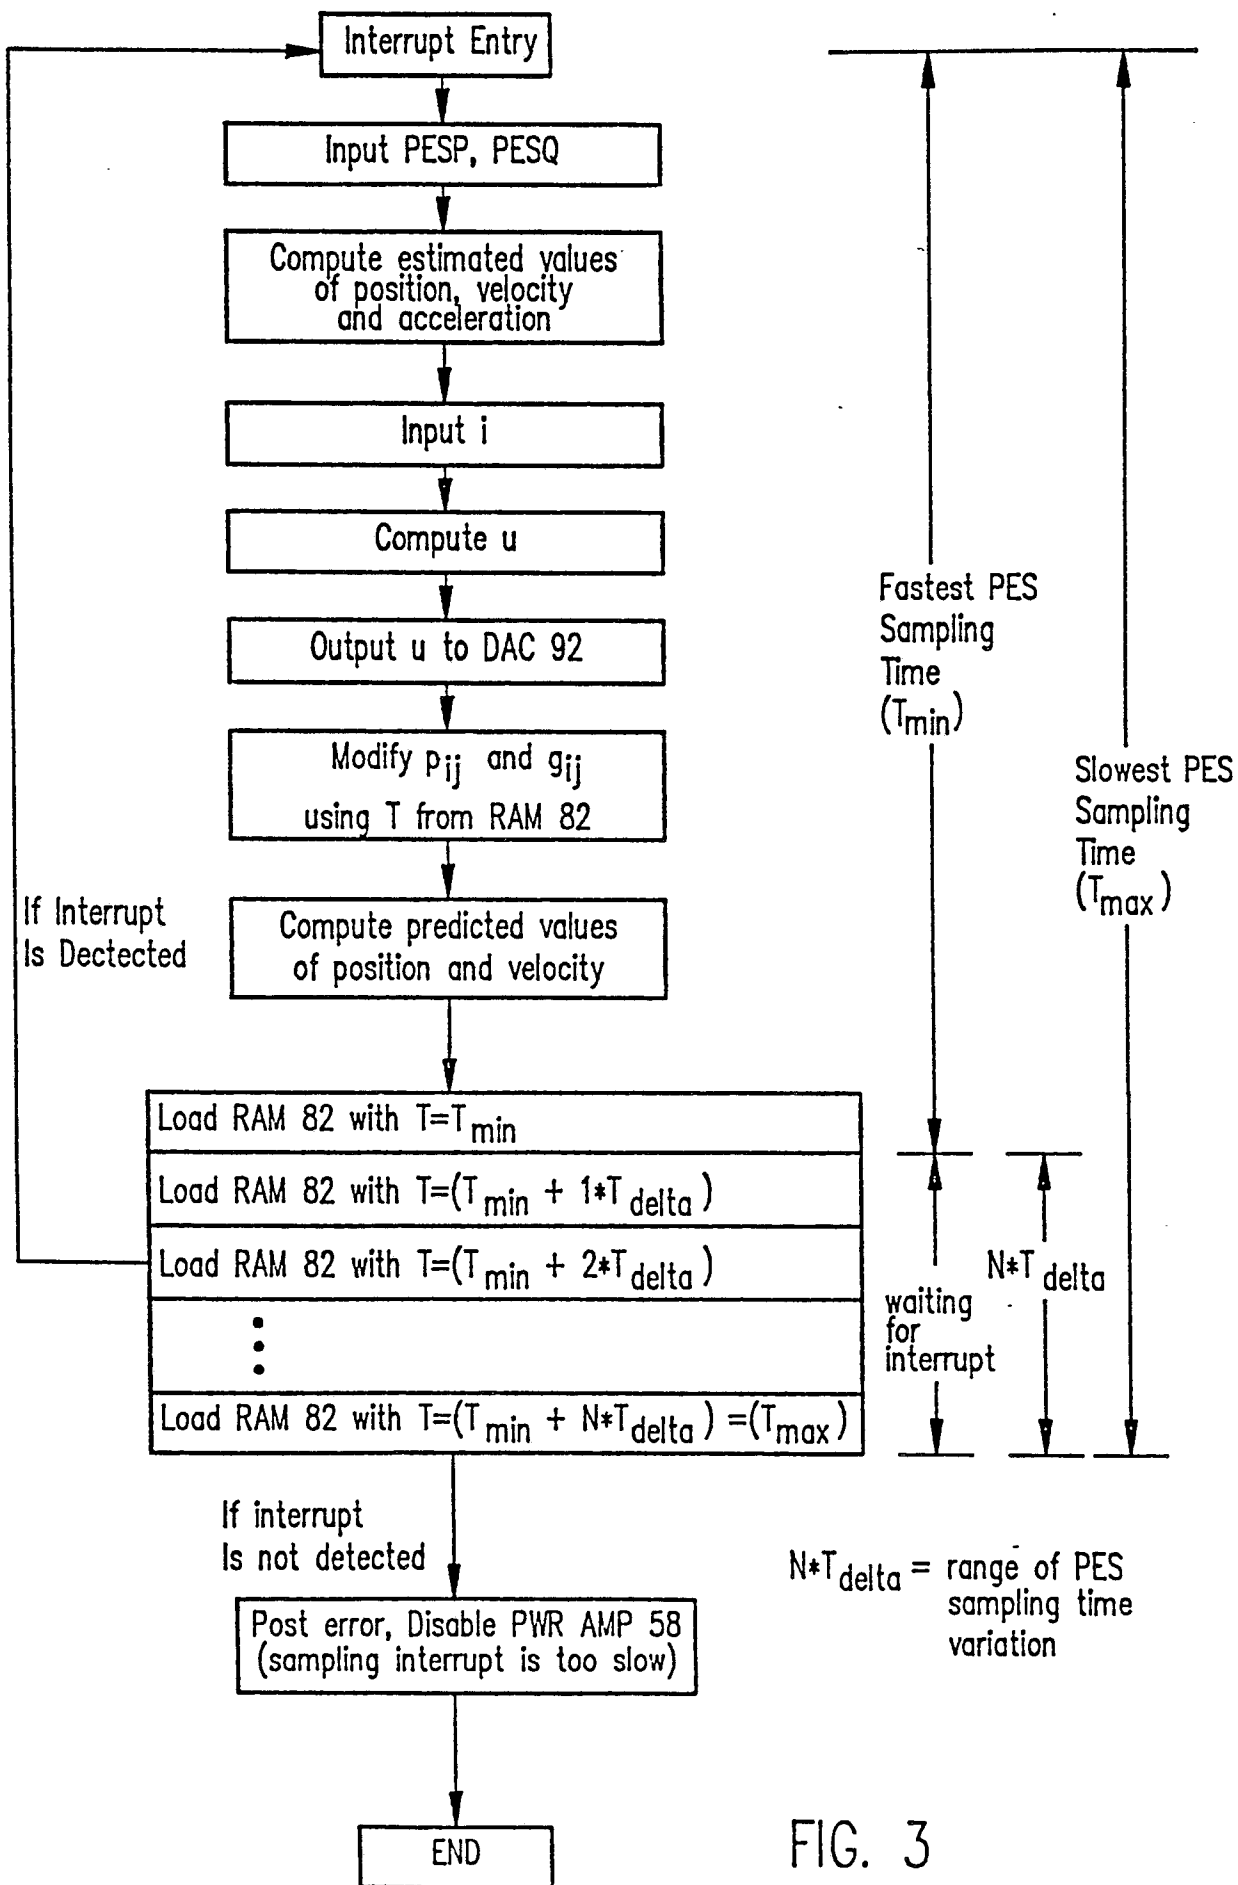 Interrupt Entry
Input PESP, PESQ
Compute estimated values
of position, velocity
and acceleration
Input i
Compute u
Output u to DAC 92
Modify pij and gij
using T from RAM 82
Compute predicted values
of position and velocity
If Interrupt
Is Dectected
Load RAM 82 with T=Tmin
Load RAM 82 with T=(Tmin + 1*Tdelta)
Load RAM 82 with T=(Tmin + 2*Tdelta)
Load RAM 82 with T=(Tmin + N*Tdelta) =(Tmax)
If interrupt
Is not detected
Post error, Disable PWR AMP 58
(sampling interrupt is too slow)
END
Fastest PES
Sampling
Time
(Tmin)
Slowest PES
Sampling
Time
(Tmax)
waiting
for
interrupt
N*Tdelta
N*Tdelta = range of PES
sampling time
variation
FIG. 3